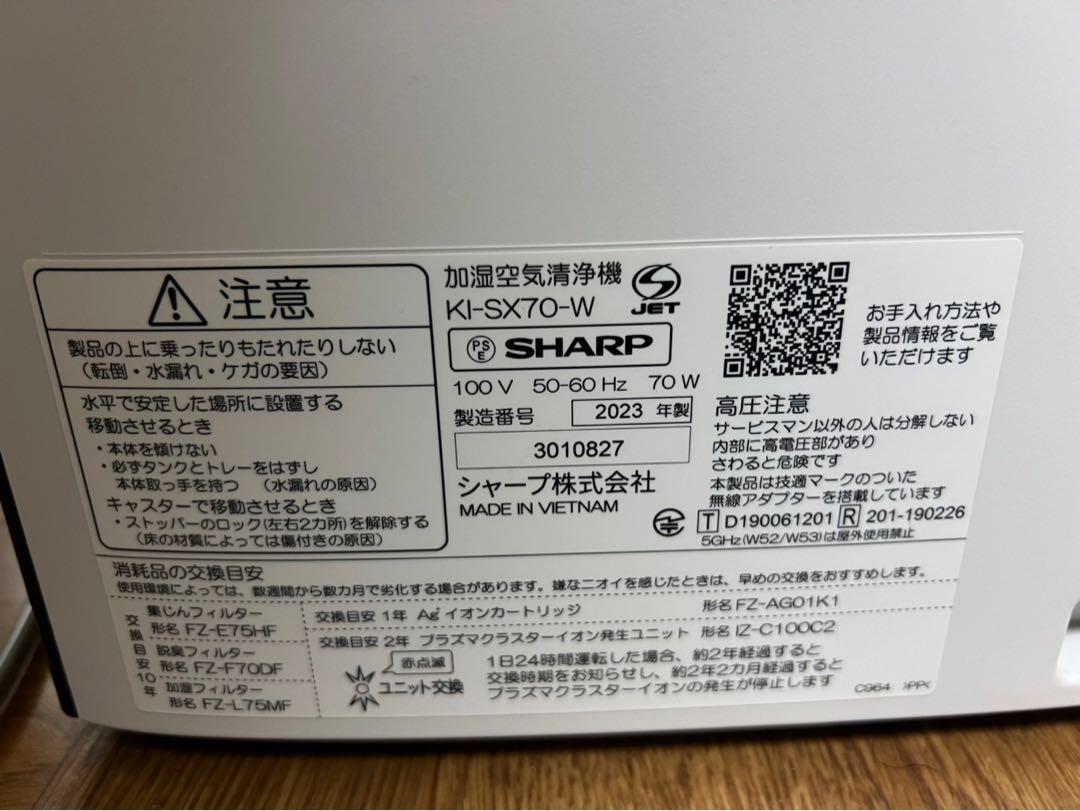 注意
製品の上に乗ったりもたれたりしない
(転倒・水漏れ・ケガの要因)
水平で安定した場所に設置する
移動させるとき
・本体を傾けない
・必ずタンクとトレーをはずし
本体取っ手を持つ (水漏れの原因)
キャスターで移動させるとき
・ストッパーのロック(左右2カ所)を解除する
(床の材質によっては傷付きの原因)
加湿空気清浄機
KI-SX70-W
JET
PSE SHARP
100 V 50-60 Hz 70 W
製造番号 2023 年製
3010827
シャープ株式会社
MADE IN VIETNAM
お手入れ方法や
製品情報をご覧
いただけます
高圧注意
サービスマン以外の人は分解しない
内部に高電圧部があり
さわると危険です
本製品は技適マークのついた
無線アダプターを搭載しています
T D190061201 R 201-190226
5GHz(W52/W53)は屋外使用禁止
消耗品の交換目安
使用環境によっては、数週間から数カ月で劣化する場合があります。嫌なニオイを感じたときは、早めの交換をおすすめします。
交換目安10年
集じんフィルター
形名 FZ-E75HF
脱臭フィルター
形名 FZ-F70DF
加湿フィルター
形名 FZ-L75MF
交換目安 1年 Ag⁺イオンカートリッジ 形名 FZ-AG01K1
交換目安 2年 プラズマクラスターイオン発生ユニット 形名 IZ-C100C2
赤点滅
ユニット交換
1日24時間運転した場合、約2年経過すると
交換時期をお知らせし、約2年2カ月経過すると
プラズマクラスターイオンの発生が停止します
C964 >PP<